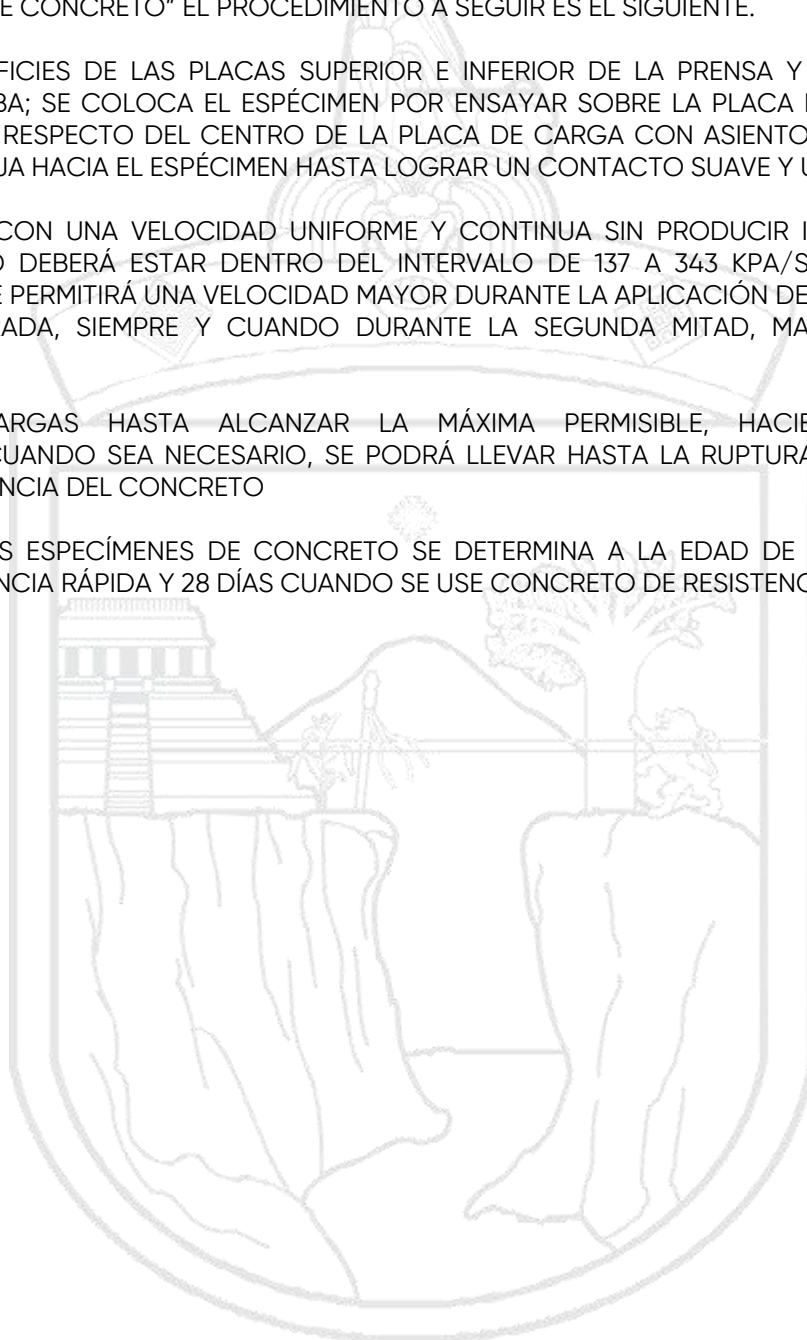 E CONCRETO" EL PROCEDIMIENTO A SEGUIR ES EL SIGUIENTE.
FICIES DE LAS PLACAS SUPERIOR E INFERIOR DE LA PRENSA Y
BA; SE COLOCA EL ESPÉCIMEN POR ENSAYAR SOBRE LA PLACA
RESPECTO DEL CENTRO DE LA PLACA DE CARGA CON ASIENTO
JA HACIA EL ESPÉCIMEN HASTA LOGRAR UN CONTACTO SUAVE Y
CON UNA VELOCIDAD UNIFORME Y CONTINUA SIN PRODUCIR
DEBERÁ ESTAR DENTRO DEL INTERVALO DE 137 A 343 KPA/S
E PERMITIRÁ UNA VELOCIDAD MAYOR DURANTE LA APLICACIÓN DE
ADA, SIEMPRE Y CUANDO DURANTE LA SEGUNDA MITAD, MA
ARGAS HASTA ALCANZAR LA MÁXIMA PERMISIBLE, HACIE
CUANDO SEA NECESARIO, SE PODRÁ LLEVAR HASTA LA RUPTURA
NCIA DEL CONCRETO
S ESPECÍMENES DE CONCRETO SE DETERMINA A LA EDAD DE
NCIA RÁPIDA Y 28 DÍAS CUANDO SE USE CONCRETO DE RESISTENC